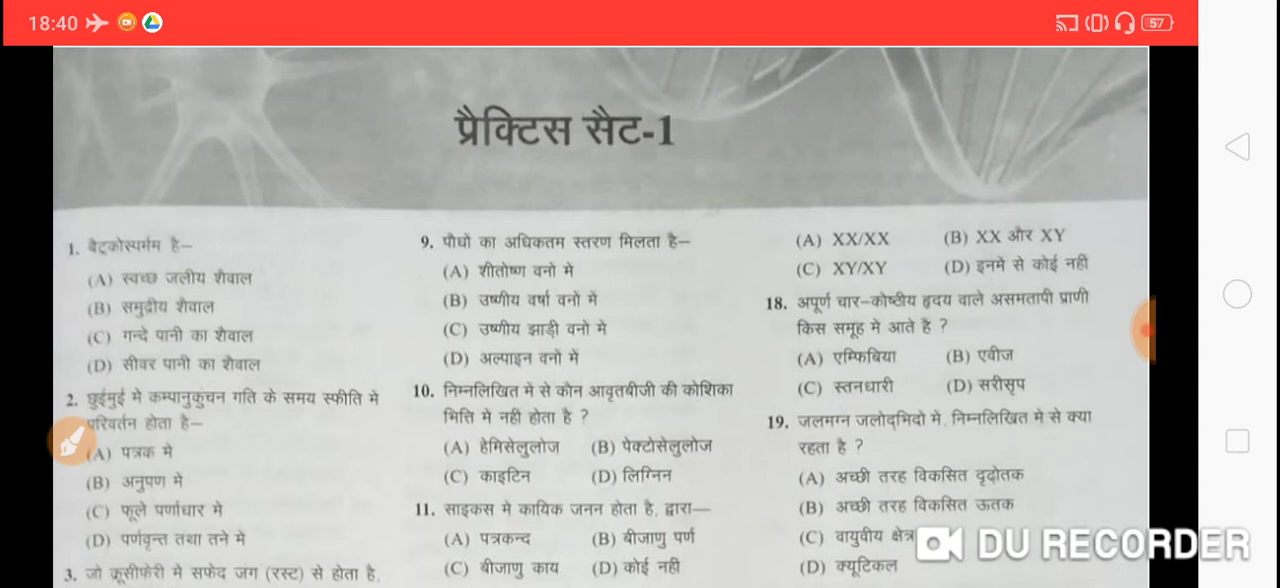 18:40
57
प्रैक्टिस सैट-1
1. बैट्रकोस्पर्मम है–
(A) स्वच्छ जलीय शैवाल
(B) समुद्रीय शैवाल
(C) गन्दे पानी का शैवाल
(D) सीवर पानी का शैवाल
2. छुईमुई मे कम्पानुकुंचन गति के समय स्फीति मे
परिवर्तन होता है–
(A) पत्रक मे
(B) अनुपण मे
(C) फूले पर्णाधार मे
(D) पर्णवृन्त तथा तने मे
3. जो क्रूसीफेरी मे सफेद जग (रस्ट) से होता है,
9. पौधों का अधिकतम स्तरण मिलता है–
(A) शीतोष्ण वनो मे
(B) उष्णीय वर्षा वनों में
(C) उष्णीय झाड़ी वनो में
(D) अल्पाइन वनों में
10. निम्नलिखित मे से कौन आवृतबीजी की कोशिका
भित्ति मे नही होता है ?
(A) हेमिसेलुलोज (B) पेक्टोसेलुलोज
(C) काइटिन (D) लिग्निन
11. साइकस मे कायिक जनन होता है, द्वारा—
(A) पत्रकन्द (B) बीजाणु पर्ण
(C) बीजाणु काय (D) कोई नही
(A) XX/XX (B) XX और XY
(C) XY/XY (D) इनमे से कोई नही
18. अपूर्ण चार-कोष्ठीय हृदय वाले असमतापी प्राणी
किस समूह मे आते है ?
(A) एम्फिबिया (B) एवीज
(C) स्तनधारी (D) सरीसृप
19. जलमग्न जलोद्भिदो मे, निम्नलिखित मे से क्या
रहता है ?
(A) अच्छी तरह विकसित दृढ़ोतक
(B) अच्छी तरह विकसित ऊतक
(C) वायुवीय क्षेत्र
(D) क्यूटिकल
DU RECORDER